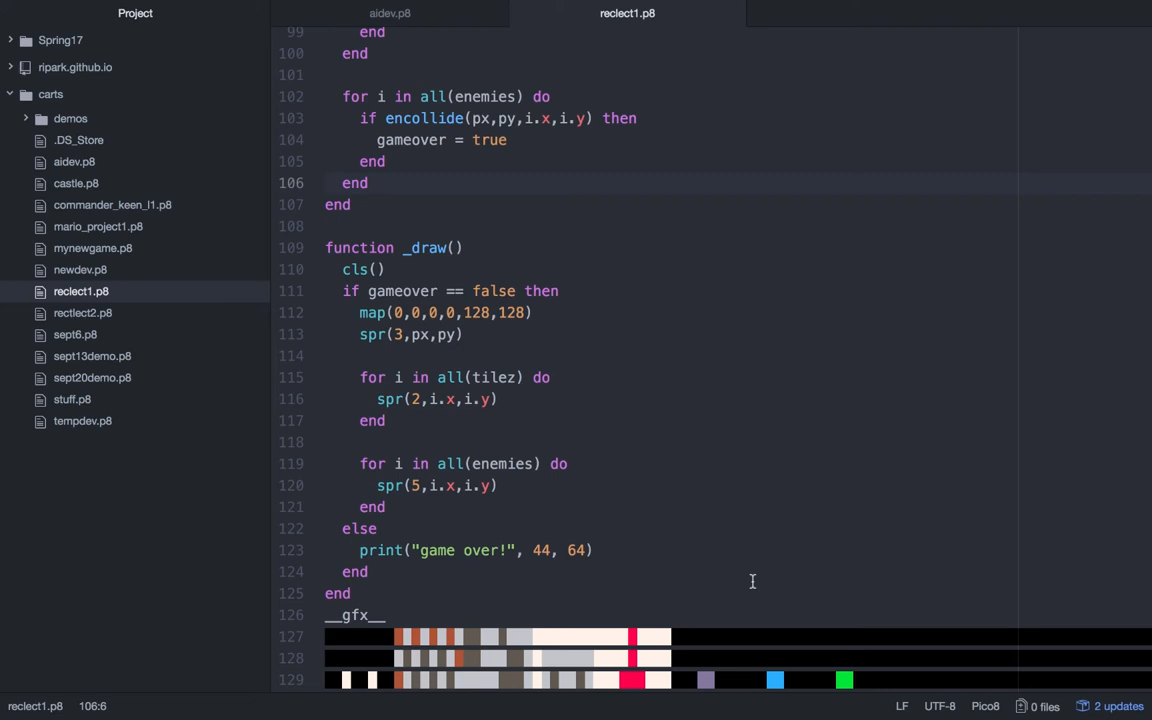 Project
aidev.p8
reclect1.p8
Spring17
ripark.github.io
carts
demos
.DS_Store
aidev.p8
castle.p8
commander_keen_l1.p8
mario_project1.p8
mynewgame.p8
newdev.p8
reclect1.p8
rectlect2.p8
sept6.p8
sept13demo.p8
sept20demo.p8
stuff.p8
tempdev.p8
99 end
100 end
101
102 for i in all(enemies) do
103 if encollide(px,py,i.x,i.y) then
104 gameover = true
105 end
106 end
107 end
108
109 function _draw()
110 cls()
111 if gameover == false then
112 map(0,0,0,0,128,128)
113 spr(3,px,py)
114
115 for i in all(tilez) do
116 spr(2,i.x,i.y)
117 end
118
119 for i in all(enemies) do
120 spr(5,i.x,i.y)
121 end
122 else
123 print("game over!", 44, 64)
124 end
125 end
126 __gfx__
127
128
129
reclect1.p8 106:6 LF UTF-8 Pico8 0 files 2 updates